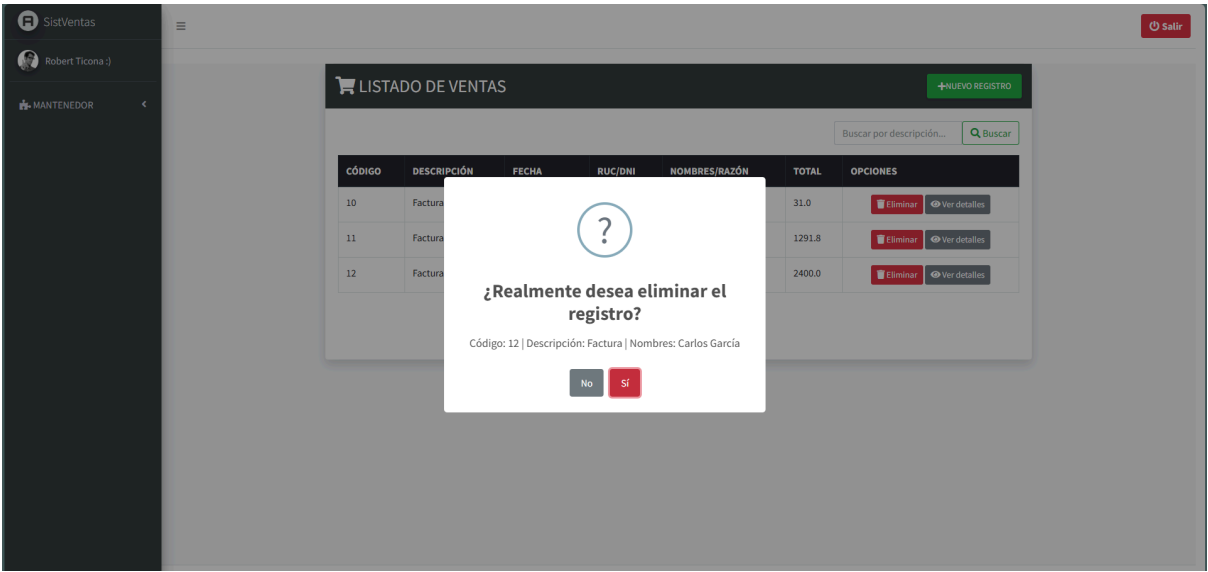 SistVentas
Salir
Robert Ticona :)
MANTENEDOR
LISTADO DE VENTAS
NUEVO REGISTRO
Buscar por descripción...
Buscar
CÓDIGO DESCRIPCIÓN FECHA RUC/DNI NOMBRES/RAZÓN TOTAL OPCIONES
10 Factura 31.0 Eliminar Ver detalles
11 Factura 1291.8 Eliminar Ver detalles
12 Factura 2400.0 Eliminar Ver detalles
?
¿Realmente desea eliminar el
registro?
Código: 12 | Descripción: Factura | Nombres: Carlos García
No
Sí